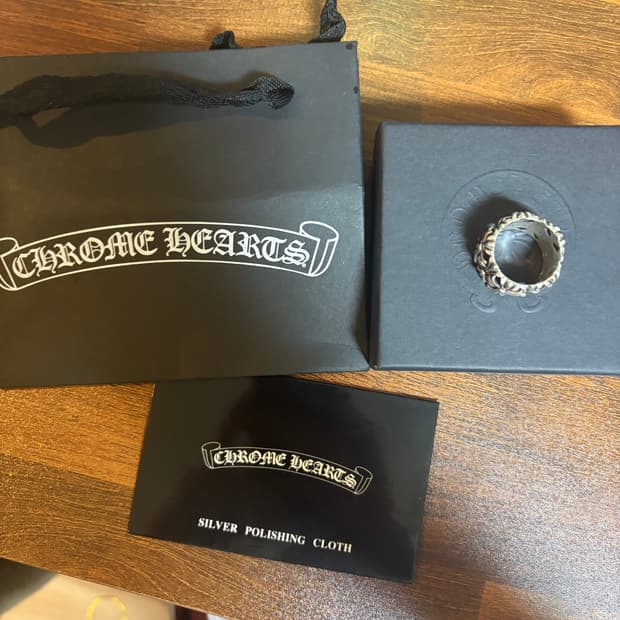 CHROME HEARTS®
CHROME HEARTS
SILVER POLISHING CLOTH